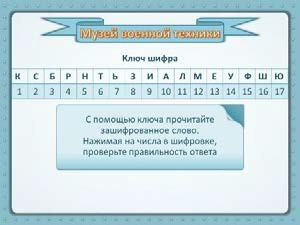 Музей военной техники
Ключ шифра
К С Б Р Н Т Ь З И А Л М Е У Ф Ш Ю
1 2 3 4 5 6 7 8 9 10 11 12 13 14 15 16 17
С помощью ключа прочитайте
зашифрованное слово.
Нажимая на числа в шифровке,
проверьте правильность ответа